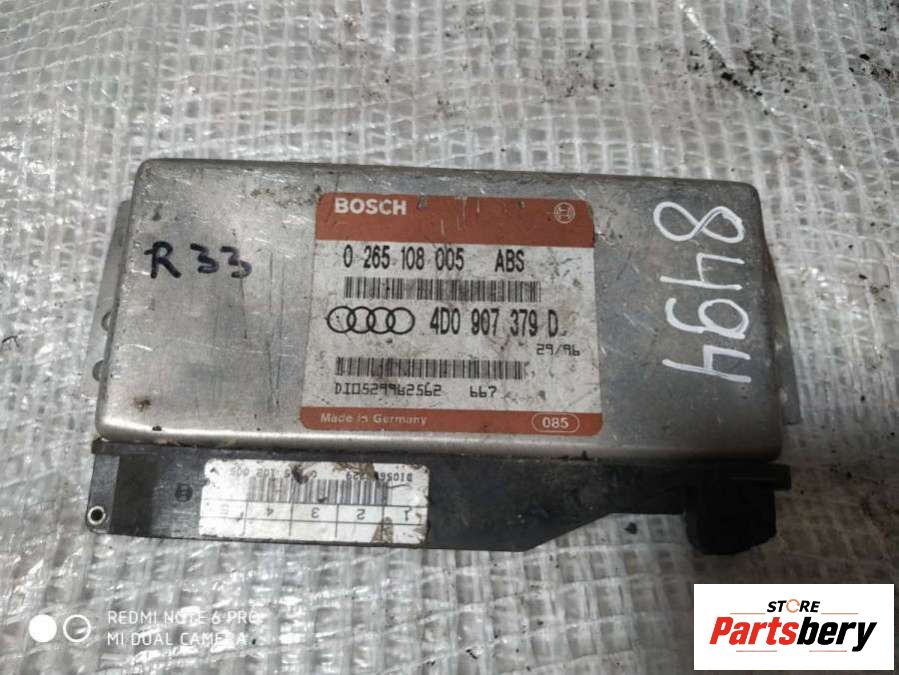 BOSCH
0 265 108 005 ABS
4D0 907 379 D
29/96
DI0529962562 667
Made in Germany 085
R33
8494
1 2 3 4 5
REDMI NOTE 6 PRO
MI DUAL CAMERA
STORE
Partsbery